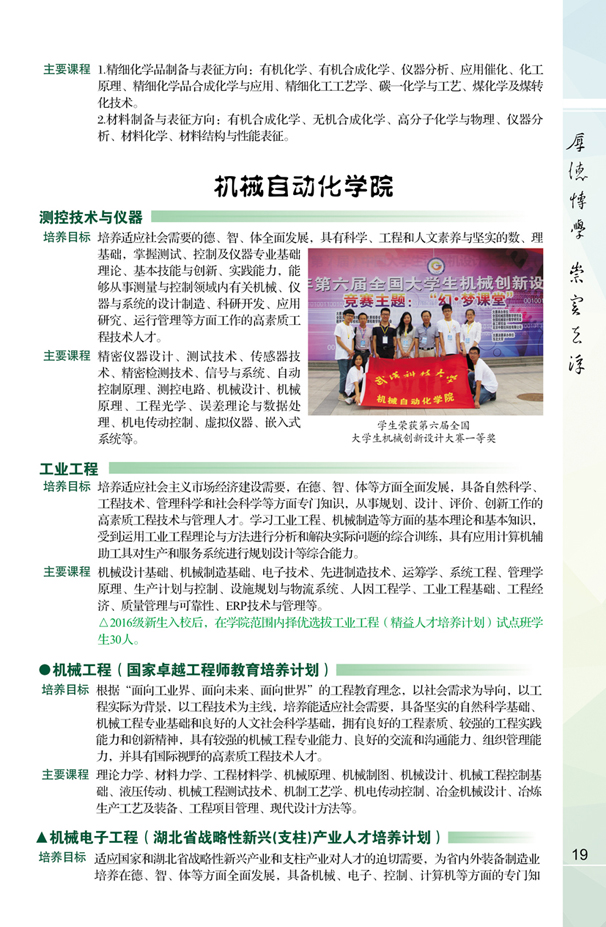 主要课程 1.精细化学品制备与表征方向：有机化学、有机合成化学、仪器分析、应用催化、化工
原理、精细化学品合成化学与应用、精细化工工艺学、碳一化学与工艺、煤化学及煤转
化技术。
2.材料制备与表征方向：有机合成化学、无机合成化学、高分子化学与物理、仪器分
析、材料化学、材料结构与性能表征。
机械自动化学院
测控技术与仪器
培养目标 培养适应社会需要的德、智、体全面发展，具有科学、工程和人文素养与坚实的数、理
基础，掌握测试、控制及仪器专业基础
理论、基本技能与创新、实践能力，能
够从事测量与控制领域内有关机械、仪
器与系统的设计制造、科研开发、应用
研究、运行管理等方面工作的高素质工
程技术人才。
主要课程 精密仪器设计、测试技术、传感器技
术、精密检测技术、信号与系统、自动
控制原理、测控电路、机械设计、机械
原理、工程光学、误差理论与数据处
理、机电传动控制、虚拟仪器、嵌入式
系统等。
年第六届全国大学生机械创新设
竞赛主题：“幻·梦课堂”
武汉科技大学
机械自动化学院
学生荣获第六届全国
大学生机械创新设计大赛一等奖
工业工程
培养目标 培养适应社会主义市场经济建设需要，在德、智、体等方面全面发展，具备自然科学、
工程技术、管理科学和社会科学等方面专门知识，从事规划、设计、评价、创新工作的
高素质工程技术与管理人才。学习工业工程、机械制造等方面的基本理论和基本知识，
受到运用工业工程理论与方法进行分析和解决实际问题的综合训练，具有应用计算机辅
助工具对生产和服务系统进行规划设计等综合能力。
主要课程 机械设计基础、机械制造基础、电子技术、先进制造技术、运筹学、系统工程、管理学
原理、生产计划与控制、设施规划与物流系统、人因工程学、工业工程基础、工程经
济、质量管理与可靠性、ERP技术与管理等。
△2016级新生入校后，在学院范围内择优选拔工业工程（精益人才培养计划）试点班学
生30人。
●机械工程（国家卓越工程师教育培养计划）
培养目标 根据“面向工业界、面向未来、面向世界”的工程教育理念，以社会需求为导向，以工
程实际为背景，以工程技术为主线，培养能适应社会需要，具备坚实的自然科学基础、
机械工程专业基础和良好的人文社会科学基础，拥有良好的工程素质、较强的工程实践
能力和创新精神，具有较强的机械工程专业能力、良好的交流和沟通能力、组织管理能
力，并具有国际视野的高素质工程技术人才。
主要课程 理论力学、材料力学、工程材料学、机械原理、机械制图、机械设计、机械工程控制基
础、液压传动、机械工程测试技术、机制工艺学、机电传动控制、冶金机械设计、冶炼
生产工艺及装备、工程项目管理、现代设计方法等。
▲机械电子工程（湖北省战略性新兴(支柱)产业人才培养计划）
培养目标 适应国家和湖北省战略性新兴产业和支柱产业对人才的迫切需要，为省内外装备制造业
培养在德、智、体等方面全面发展，具备机械、电子、控制、计算机等方面的专门知
厚德博学 崇实去浮
19